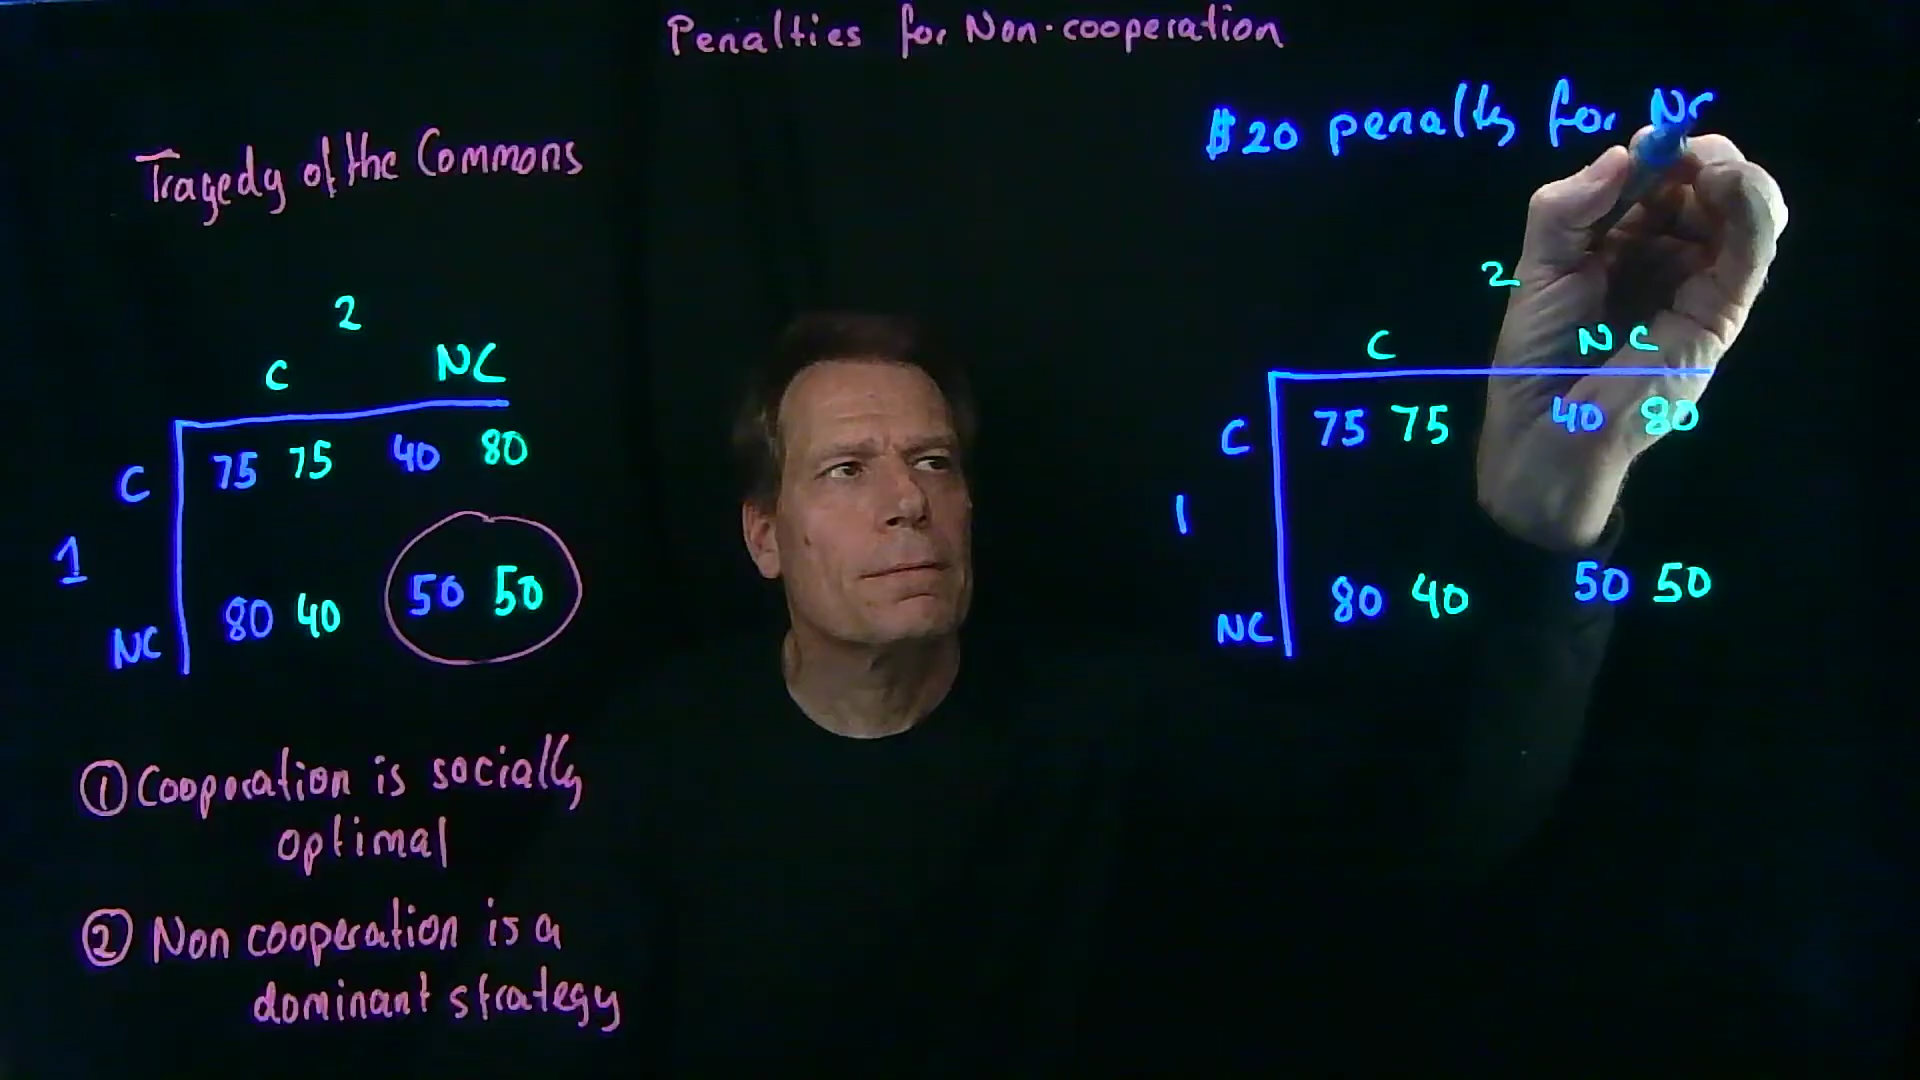 Penalties for Non-cooperation
Tragedy of the Commons
2
C NC
C 75 75 40 80
1
NC 80 40 50 50
① Cooperation is socially
optimal
② Non cooperation is a
dominant strategy
$20 penalty for NC
2
C NC
C 75 75 40 80
1
NC 80 40 50 50